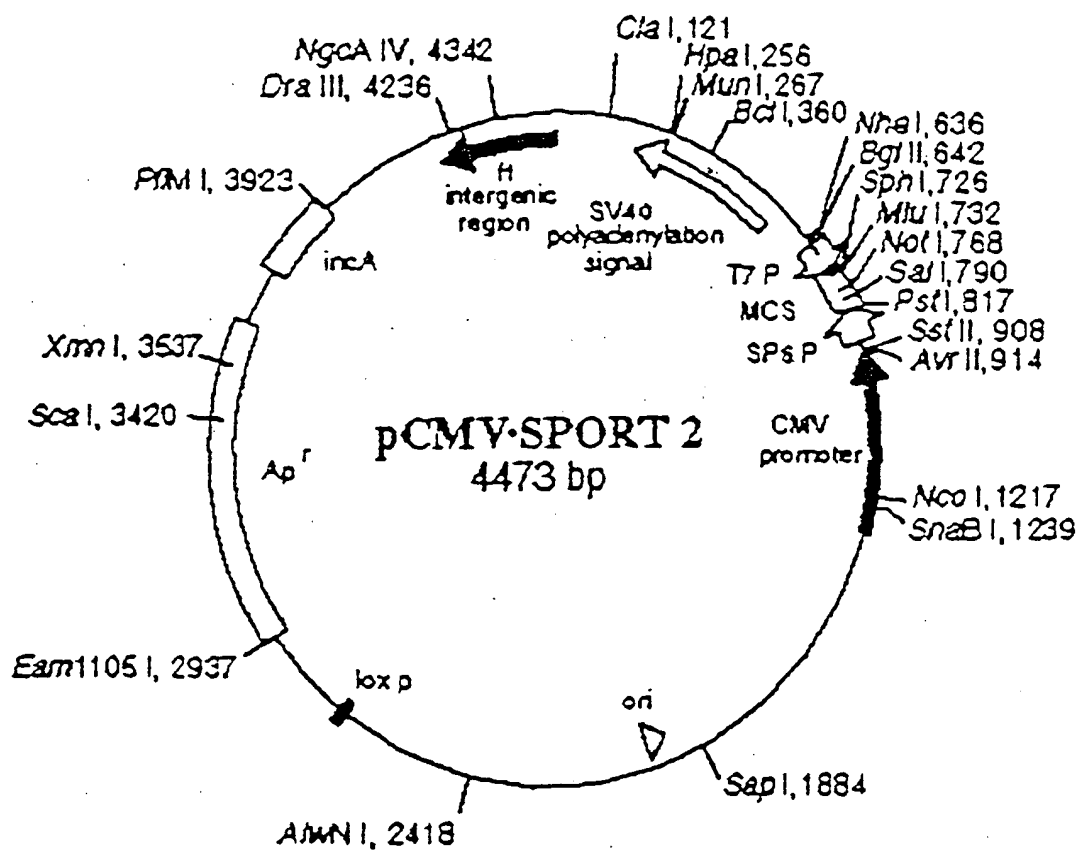 NgoA IV, 4342
Dra III, 4236
PflM I, 3923
Xmn I, 3537
Sca I, 3420
Eam1105 I, 2937
AlwN I, 2418
Sap I, 1884
SnaB I, 1239
Nco I, 1217
Avr II, 914
Sst II, 908
Pst I, 817
Sal I, 790
Not I, 768
Mlu I, 732
Sph I, 726
Bgl II, 642
Nhe I, 636
Bcl I, 360
Mun I, 267
Hpa I, 256
Cla I, 121
intergenic
region
SV40
polyadenylation
signal
incA
T7 P
MCS
SP6 P
CMV
promoter
pCMV·SPORT 2
4473 bp
Ap r
lox p
ori